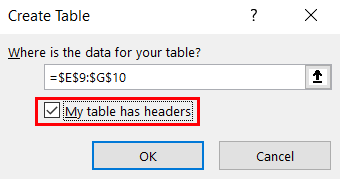 Create Table
?
Where is the data for your table?
=$E$9:$G$10
My table has headers
OK
Cancel